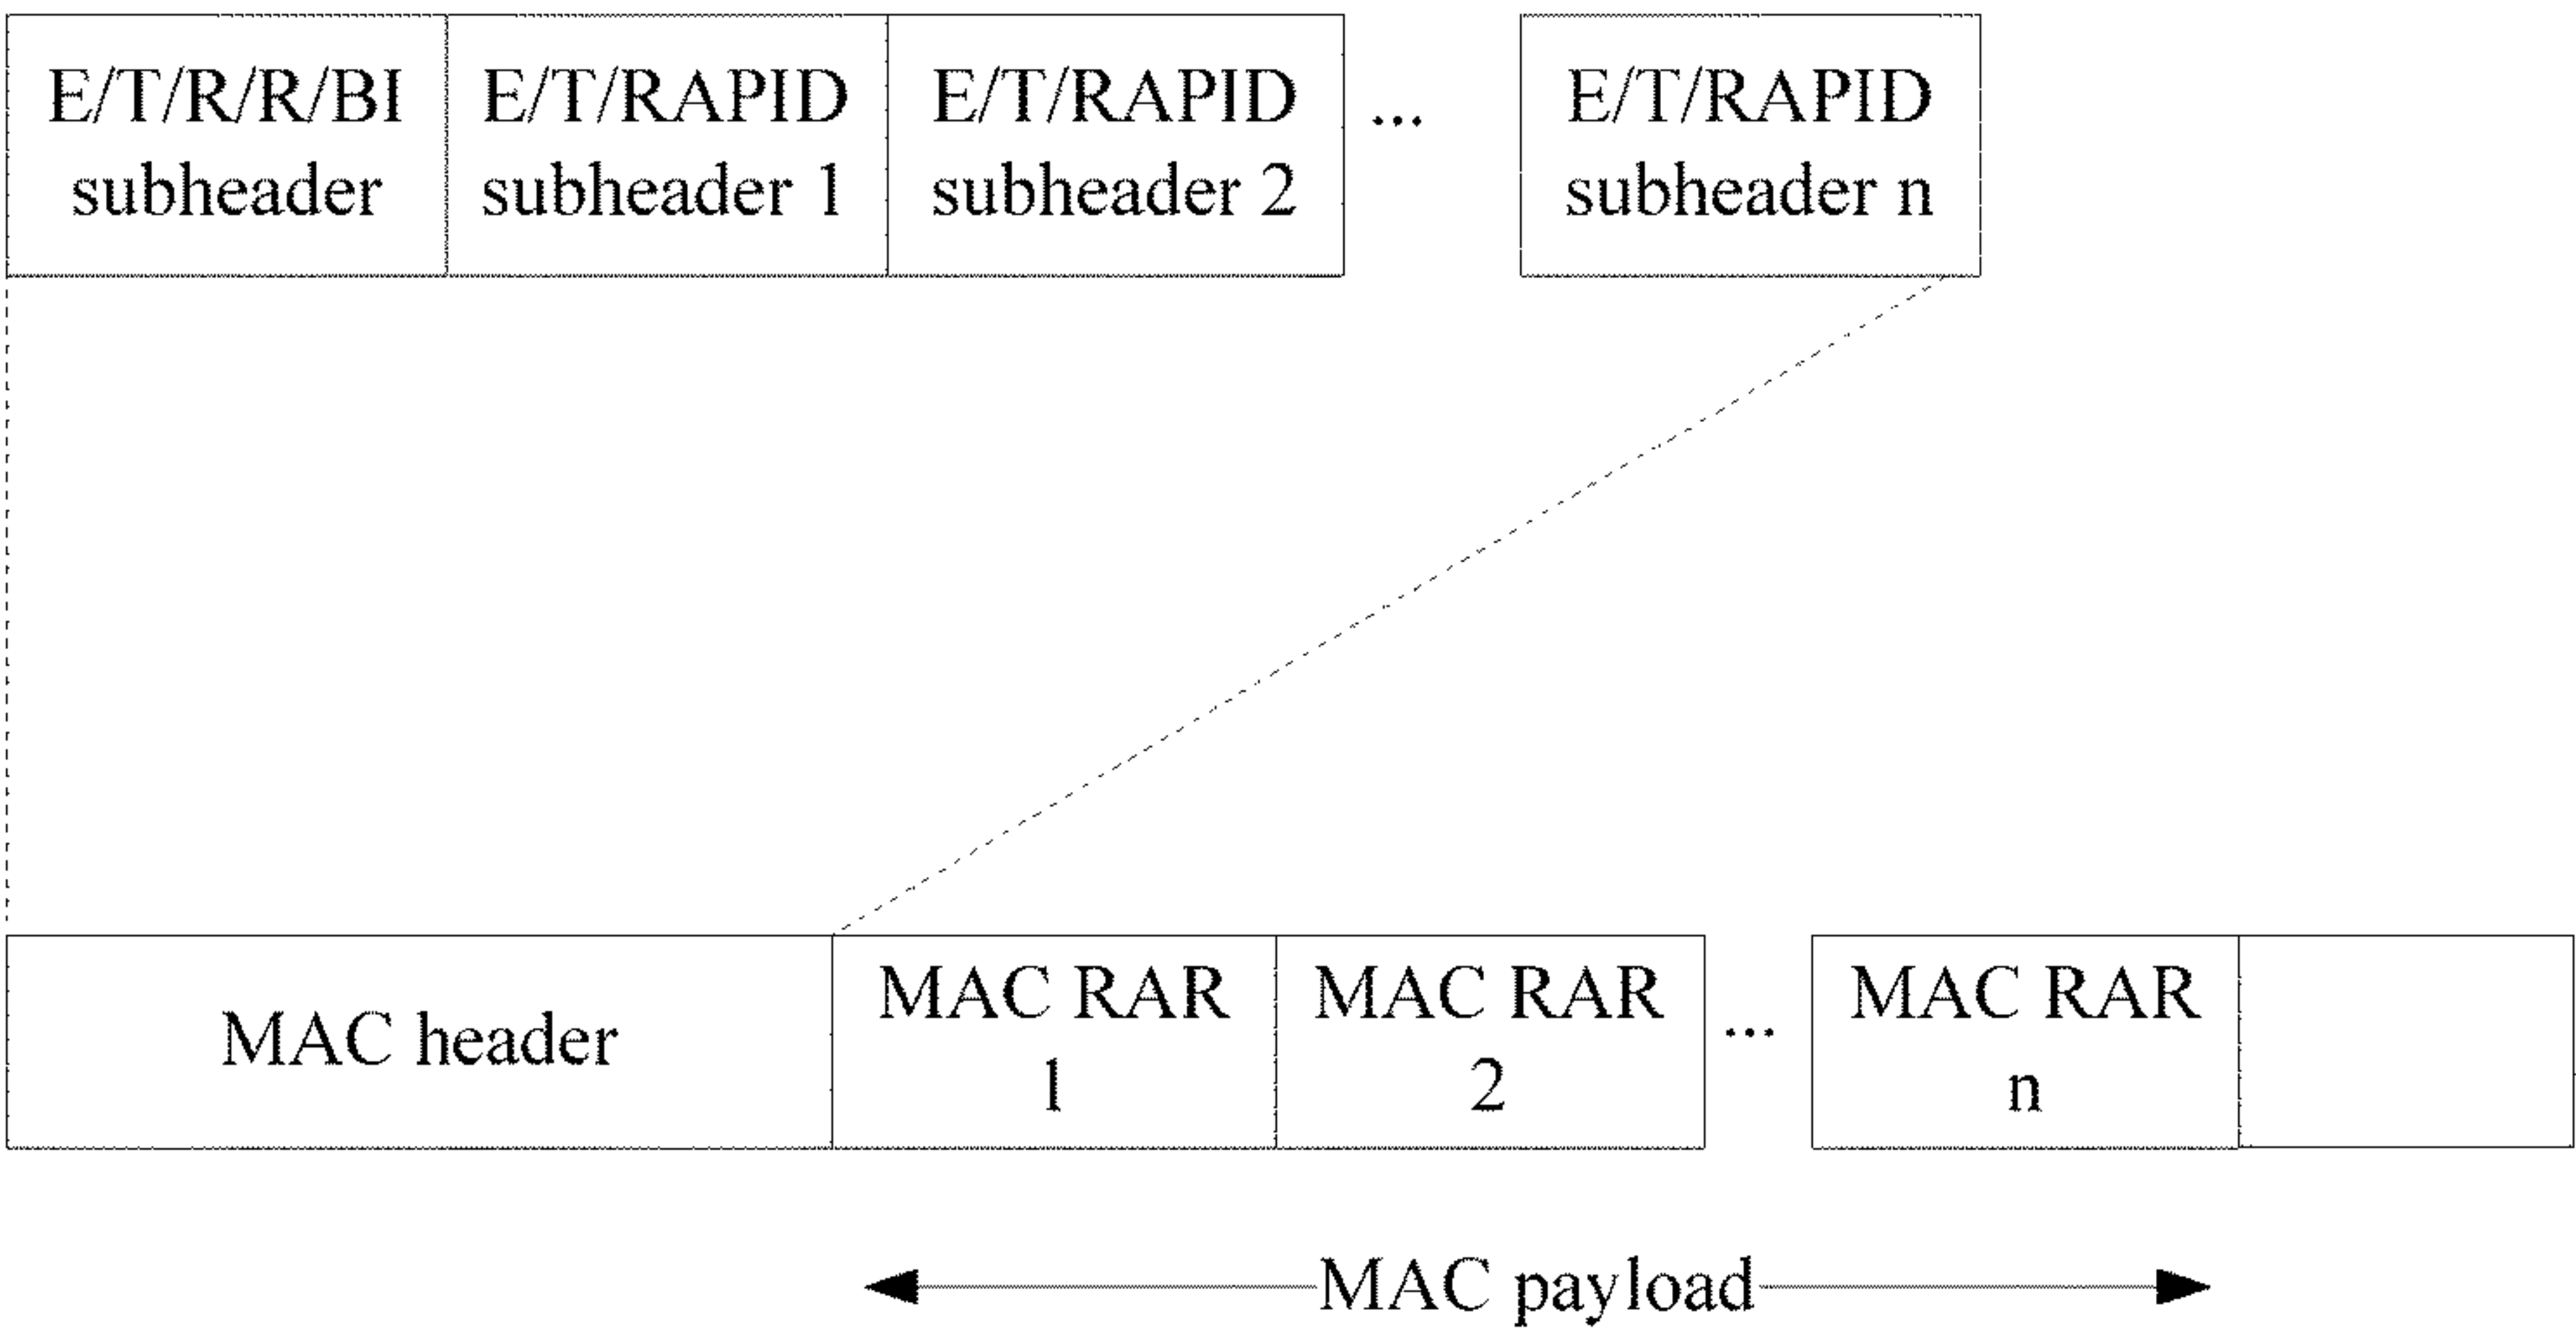 E/T/R/R/BI
subheader
E/T/RAPID
subheader 1
E/T/RAPID
subheader 2
...
E/T/RAPID
subheader n
MAC header
MAC RAR
1
MAC RAR
2
...
MAC RAR
n
MAC payload